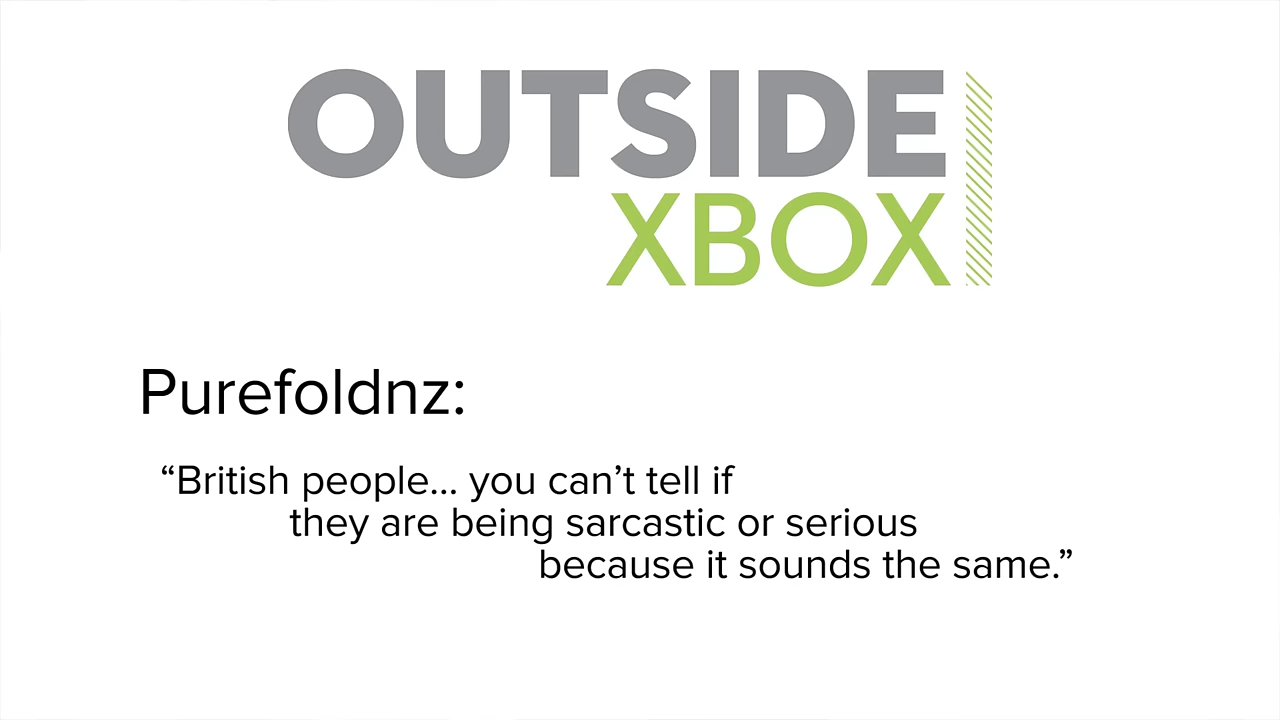 OUTSIDE
XBOX
Purefoldnz:
“British people... you can’t tell if
they are being sarcastic or serious
because it sounds the same.”